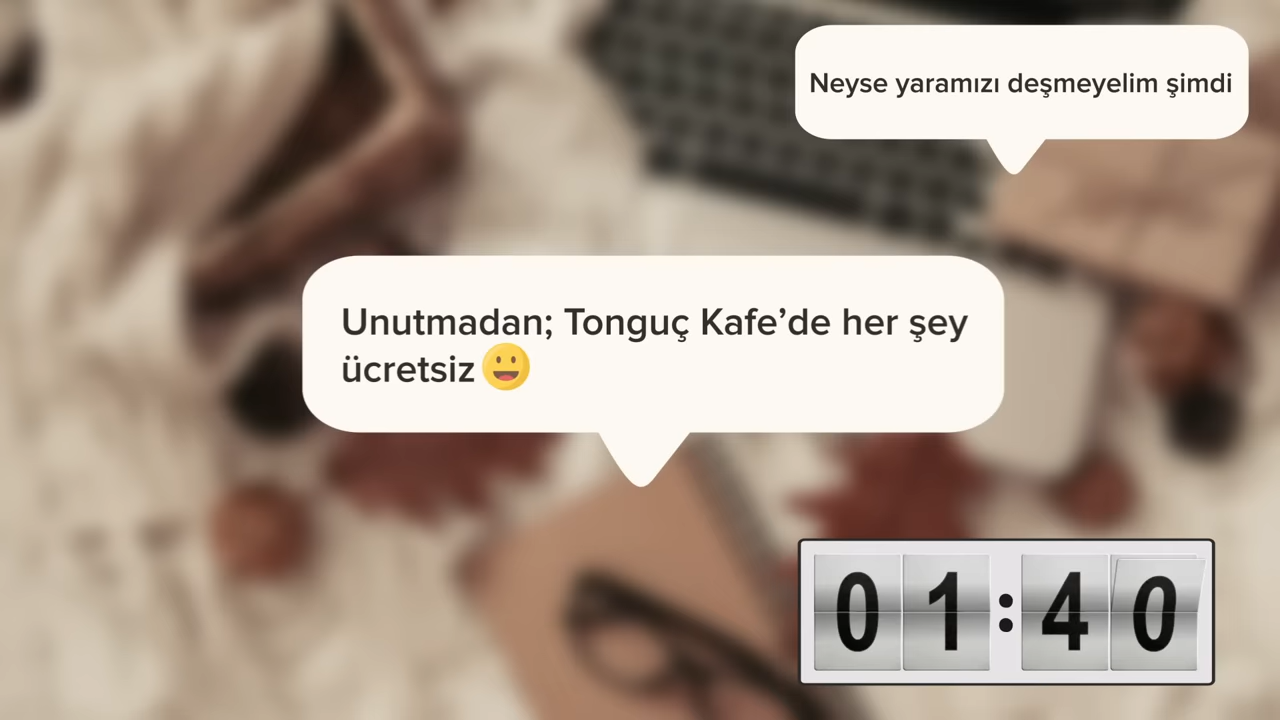 Neyse yaramızı deşmeyelim şimdi
Unutmadan; Tonguç Kafe’de her şey
ücretsiz😀
01:40